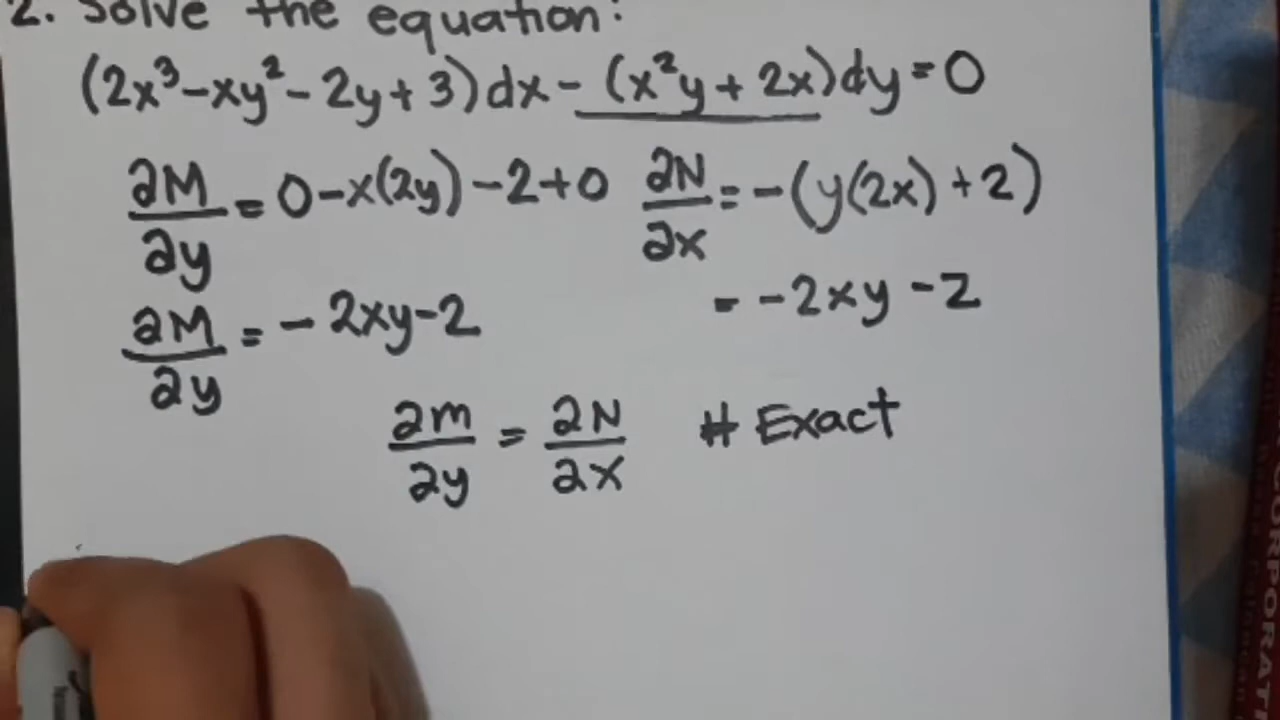 2. Solve the equation:
(2x³-xy²-2y+3)dx-(x²y+2x)dy=0
∂M/∂y=0-x(2y)-2+0 ∂N/∂x=-(y(2x)+2)
∂M/∂y=-2xy-2 =-2xy-2
∂m/∂y=∂N/∂x # Exact